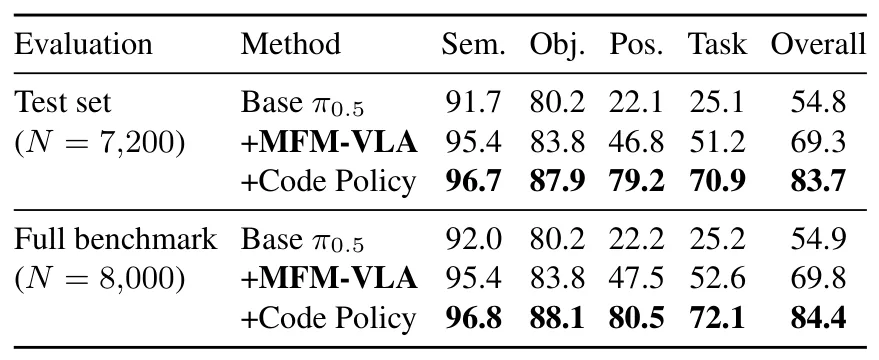 Evaluation Method Sem. Obj. Pos. Task Overall
Test set Base π0.5 91.7 80.2 22.1 25.1 54.8
(N = 7,200) +MFM-VLA 95.4 83.8 46.8 51.2 69.3
+Code Policy 96.7 87.9 79.2 70.9 83.7
Full benchmark Base π0.5 92.0 80.2 22.2 25.2 54.9
(N = 8,000) +MFM-VLA 95.4 83.8 47.5 52.6 69.8
+Code Policy 96.8 88.1 80.5 72.1 84.4